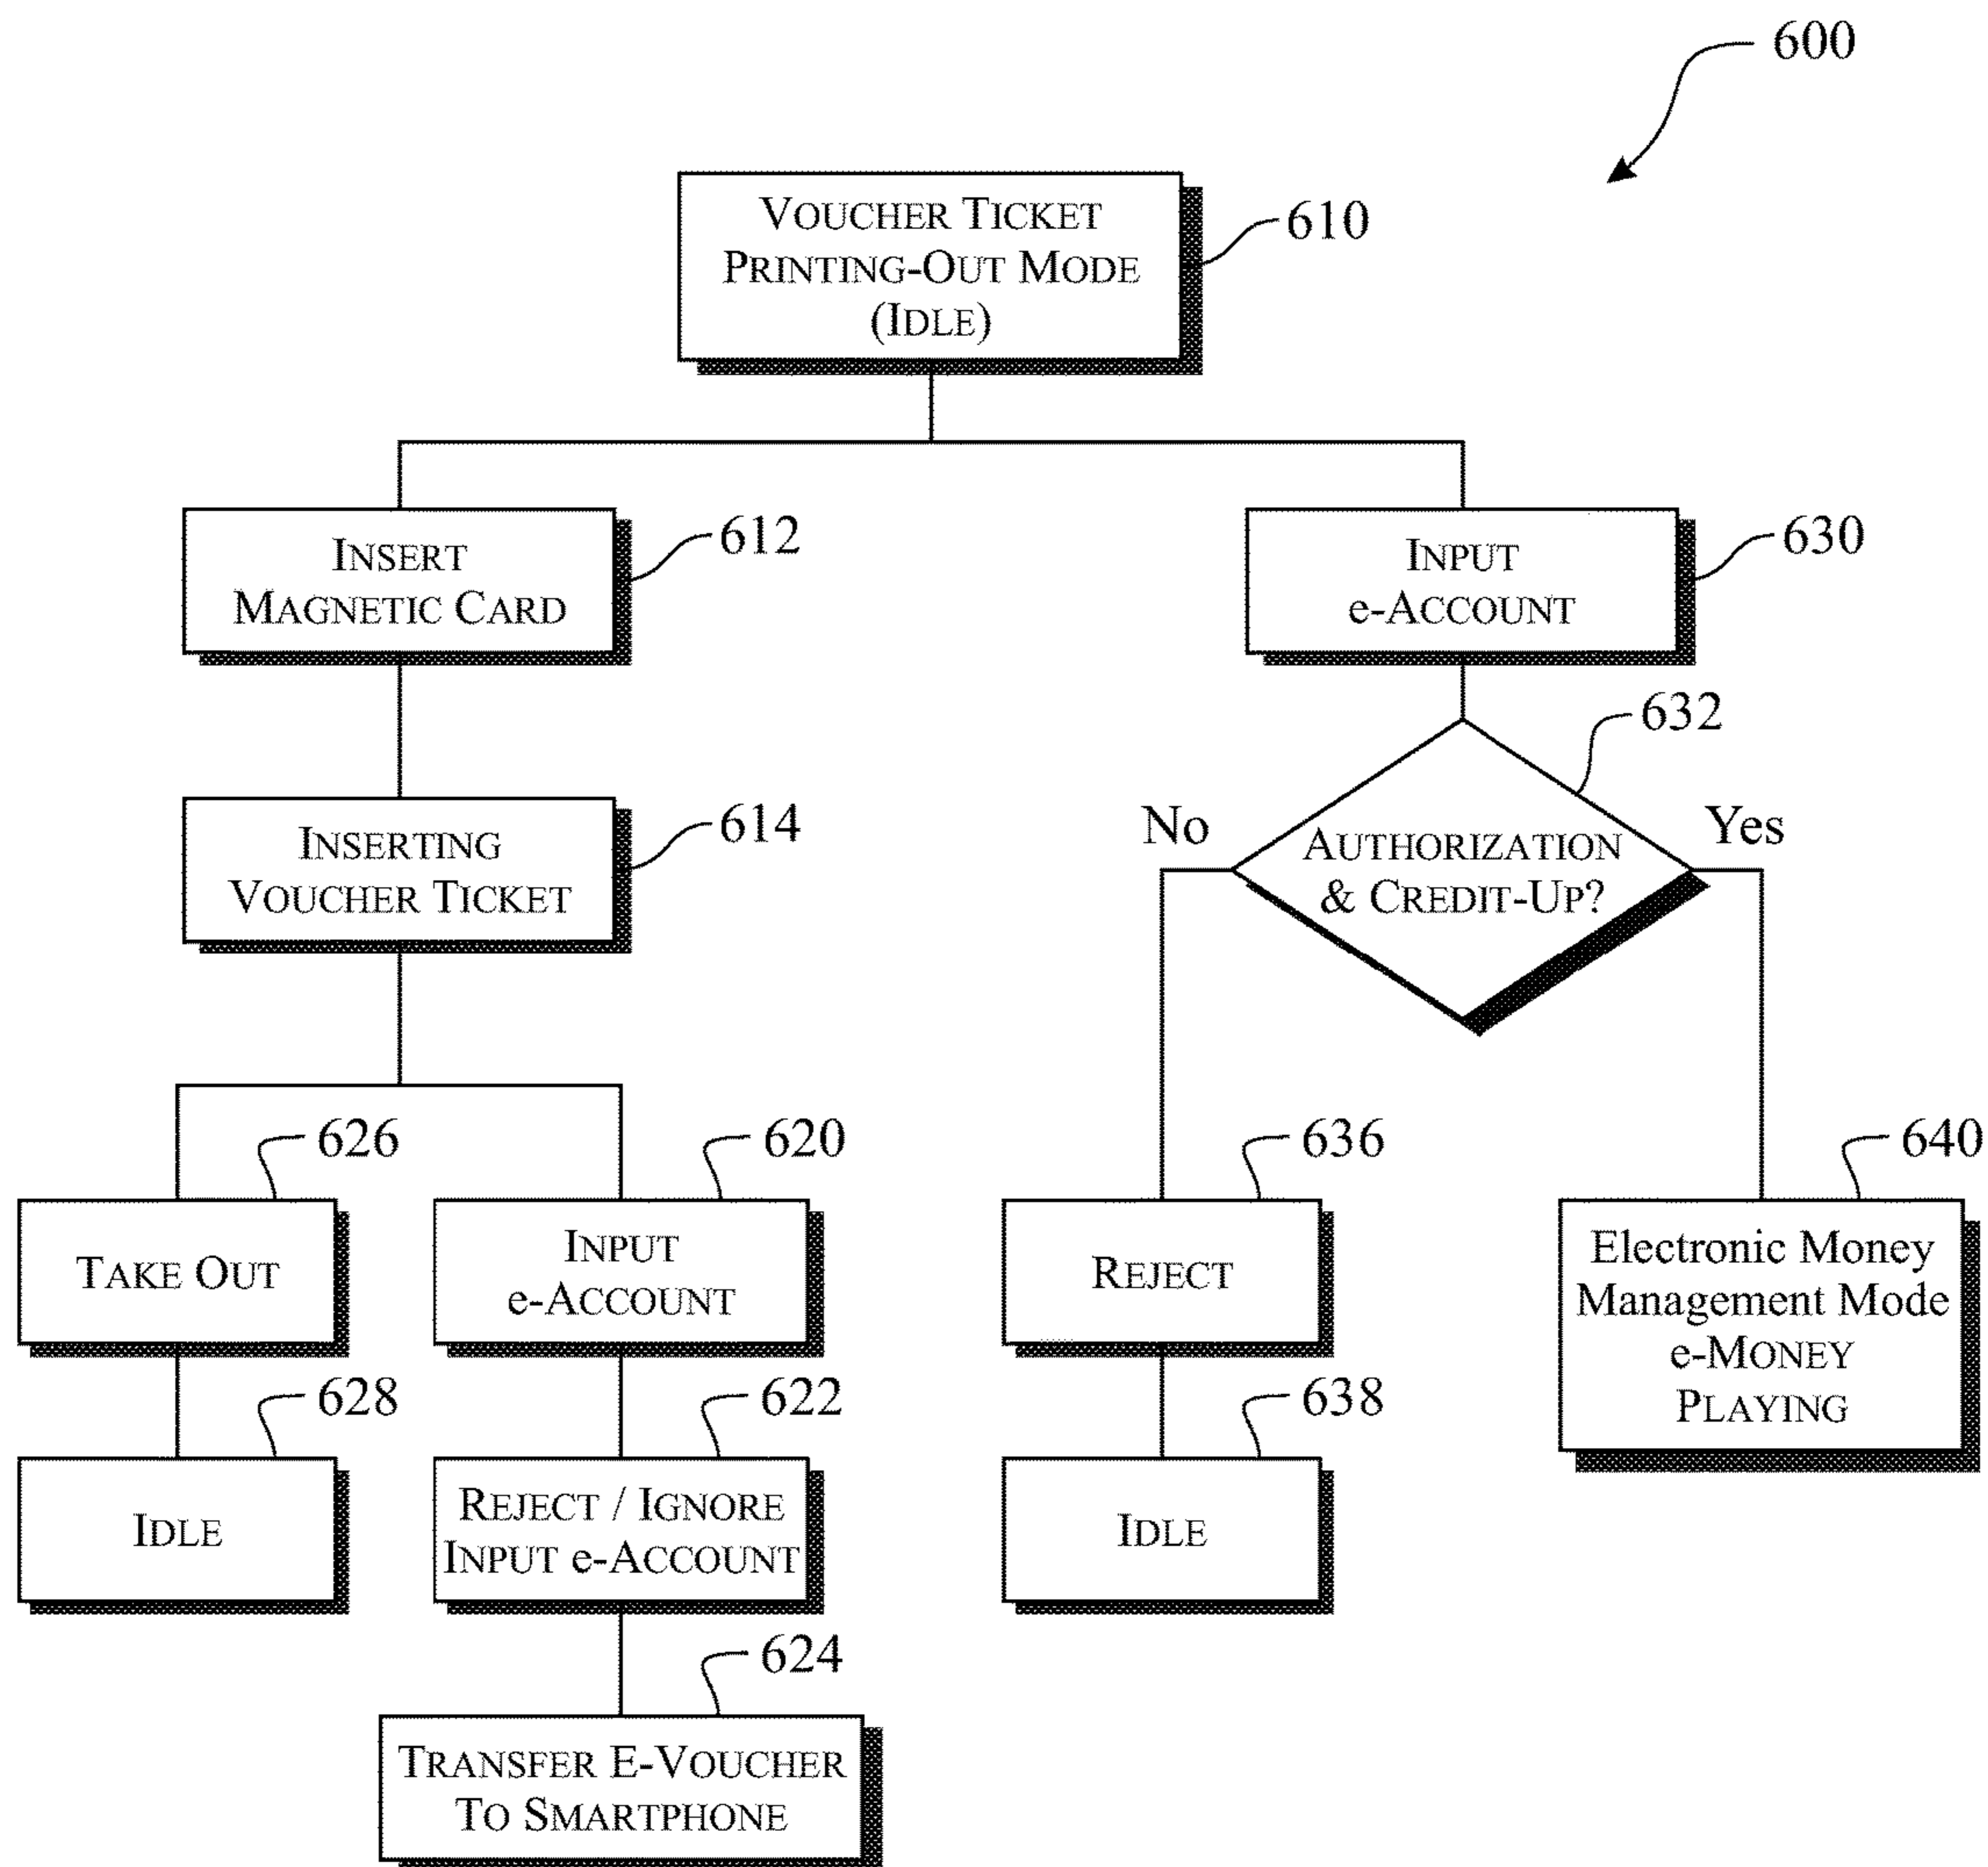 600
VOUCHER TICKET
PRINTING-OUT MODE
(IDLE)
610
INSERT
MAGNETIC CARD
612
INPUT
e-ACCOUNT
630
632
INSERTING
VOUCHER TICKET
614
No
AUTHORIZATION
& CREDIT-UP?
Yes
626
620
636
640
TAKE OUT
INPUT
e-ACCOUNT
REJECT
Electronic Money
Management Mode
e-MONEY
PLAYING
628
622
638
IDLE
REJECT / IGNORE
INPUT e-ACCOUNT
IDLE
624
TRANSFER E-VOUCHER
TO SMARTPHONE